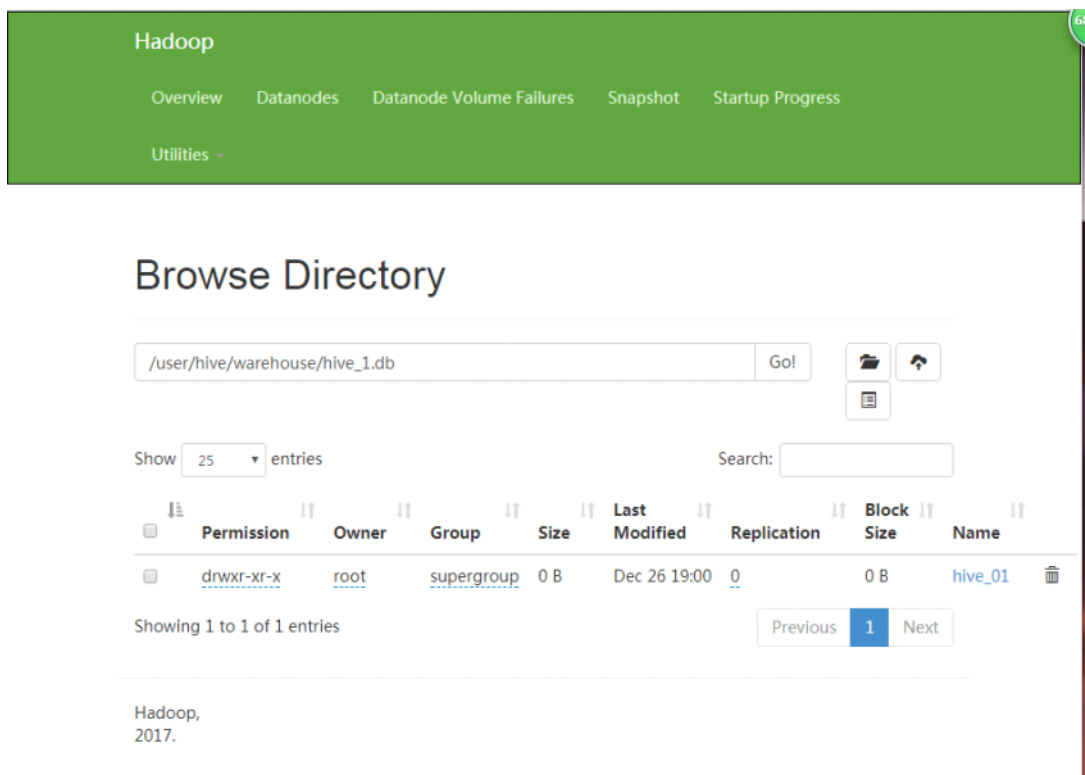 Hadoop
Overview Datanodes Datanode Volume Failures Snapshot Startup Progress
Utilities
Browse Directory
/user/hive/warehouse/hive_1.db Go!
Show 25 entries Search:
Permission Owner Group Size Last Modified Replication Block Size Name
drwxr-xr-x root supergroup 0 B Dec 26 19:00 0 0 B hive_01
Showing 1 to 1 of 1 entries Previous 1 Next
Hadoop,
2017.